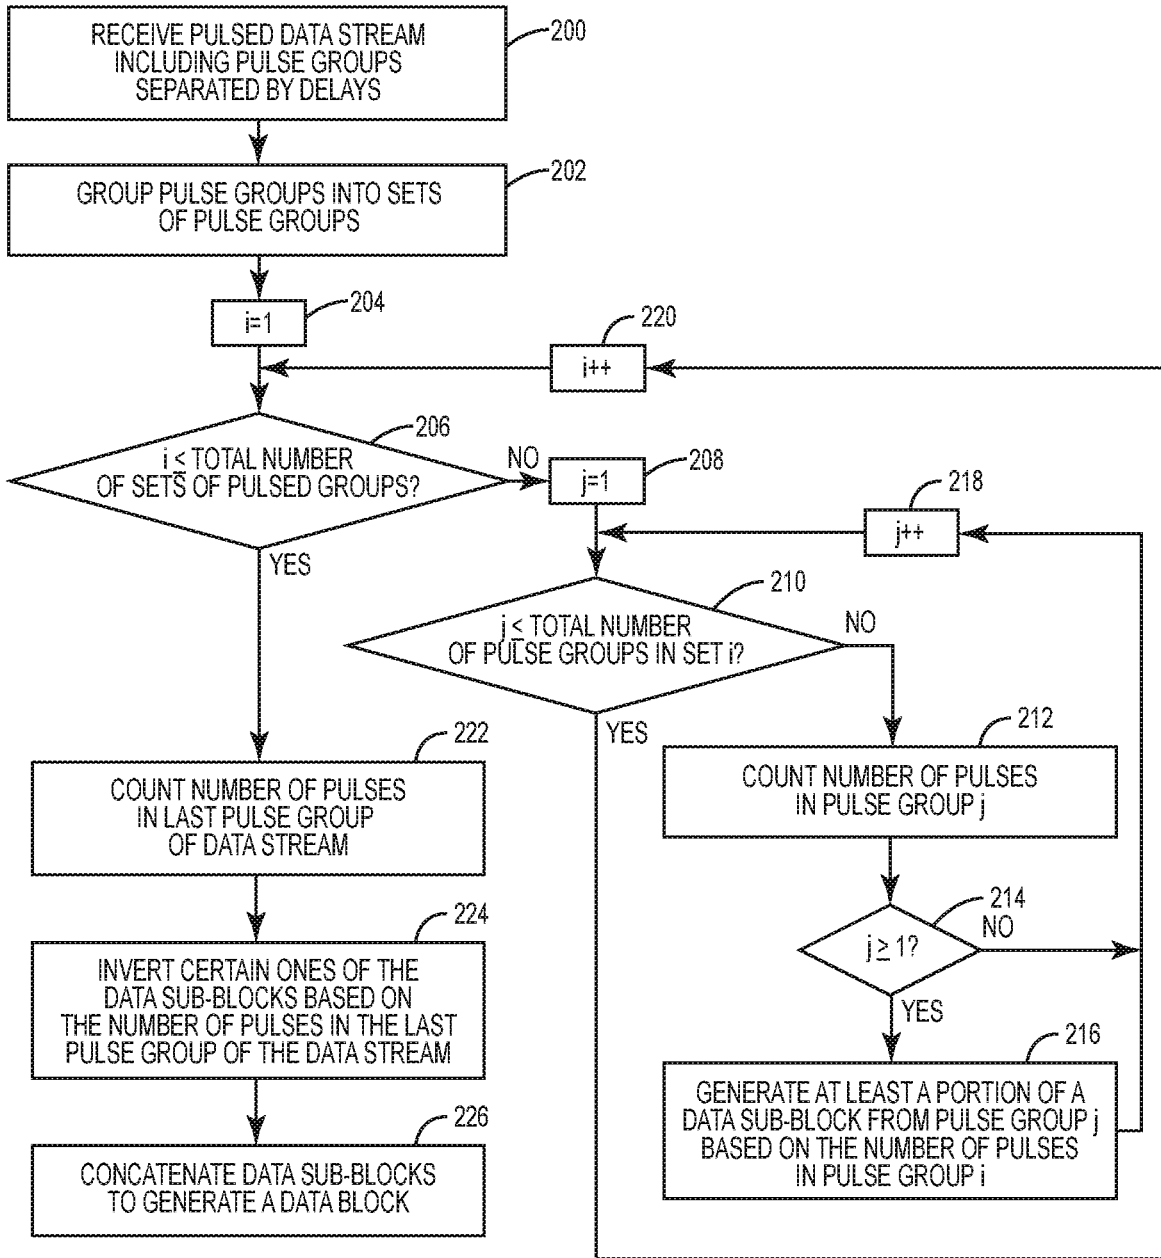 RECEIVE PULSED DATA STREAM
INCLUDING PULSE GROUPS
SEPARATED BY DELAYS
200
GROUP PULSE GROUPS INTO SETS
OF PULSE GROUPS
202
i=1
204
i++
220
i ≤ TOTAL NUMBER
OF SETS OF PULSED GROUPS?
206
NO
YES
j=1
208
j++
218
j ≤ TOTAL NUMBER
OF PULSE GROUPS IN SET i?
210
NO
YES
COUNT NUMBER OF PULSES
IN PULSE GROUP j
212
j ≥ 1?
214
NO
YES
GENERATE AT LEAST A PORTION OF A
DATA SUB-BLOCK FROM PULSE GROUP j
BASED ON THE NUMBER OF PULSES
IN PULSE GROUP i
216
COUNT NUMBER OF PULSES
IN LAST PULSE GROUP
OF DATA STREAM
222
INVERT CERTAIN ONES OF THE
DATA SUB-BLOCKS BASED ON
THE NUMBER OF PULSES IN THE LAST
PULSE GROUP OF THE DATA STREAM
224
CONCATENATE DATA SUB-BLOCKS
TO GENERATE A DATA BLOCK
226